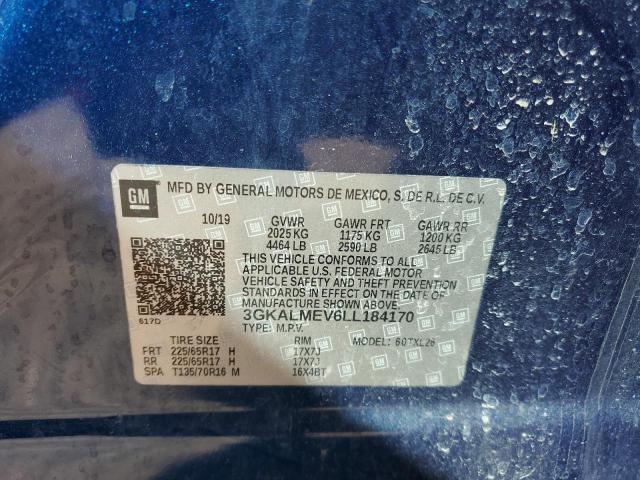 GM
MFD BY GENERAL MOTORS DE MEXICO, S. DE R.L. DE C.V.
10/19 GVWR GAWR FRT GAWR RR
2025 KG 1175 KG 1200 KG
4464 LB 2590 LB 2645 LB
THIS VEHICLE CONFORMS TO ALL
APPLICABLE U.S. FEDERAL MOTOR
VEHICLE SAFETY AND THEFT PREVENTION
STANDARDS IN EFFECT ON THE DATE OF
MANUFACTURE SHOWN ABOVE.
3GKALMEV6LL184170
617D TYPE: M.P.V.
TIRE SIZE RIM MODEL: 60TXL26
FRT 225/65R17 H 17X7J
RR 225/65R17 H 17X7J
SPA T135/70R16 M 16X4BT